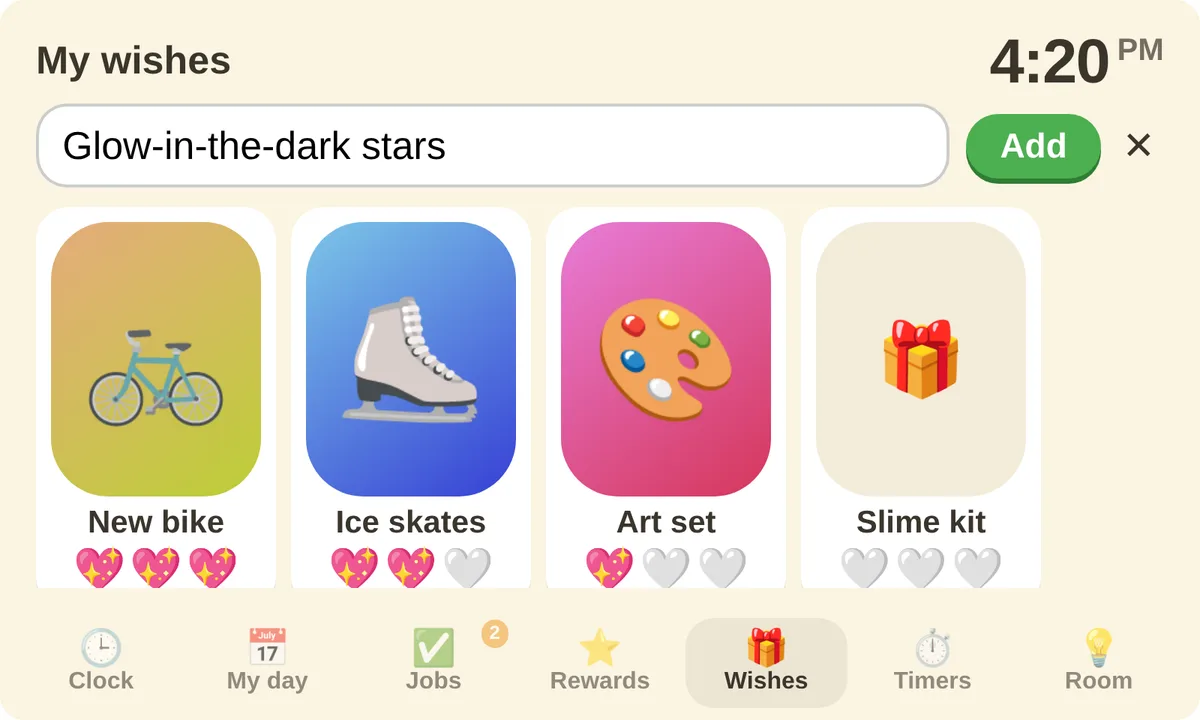 My wishes
4:20 PM
Glow-in-the-dark stars
Add
×
New bike
Ice skates
Art set
Slime kit
Clock
July
17
My day
2
Jobs
Rewards
Wishes
Timers
Room